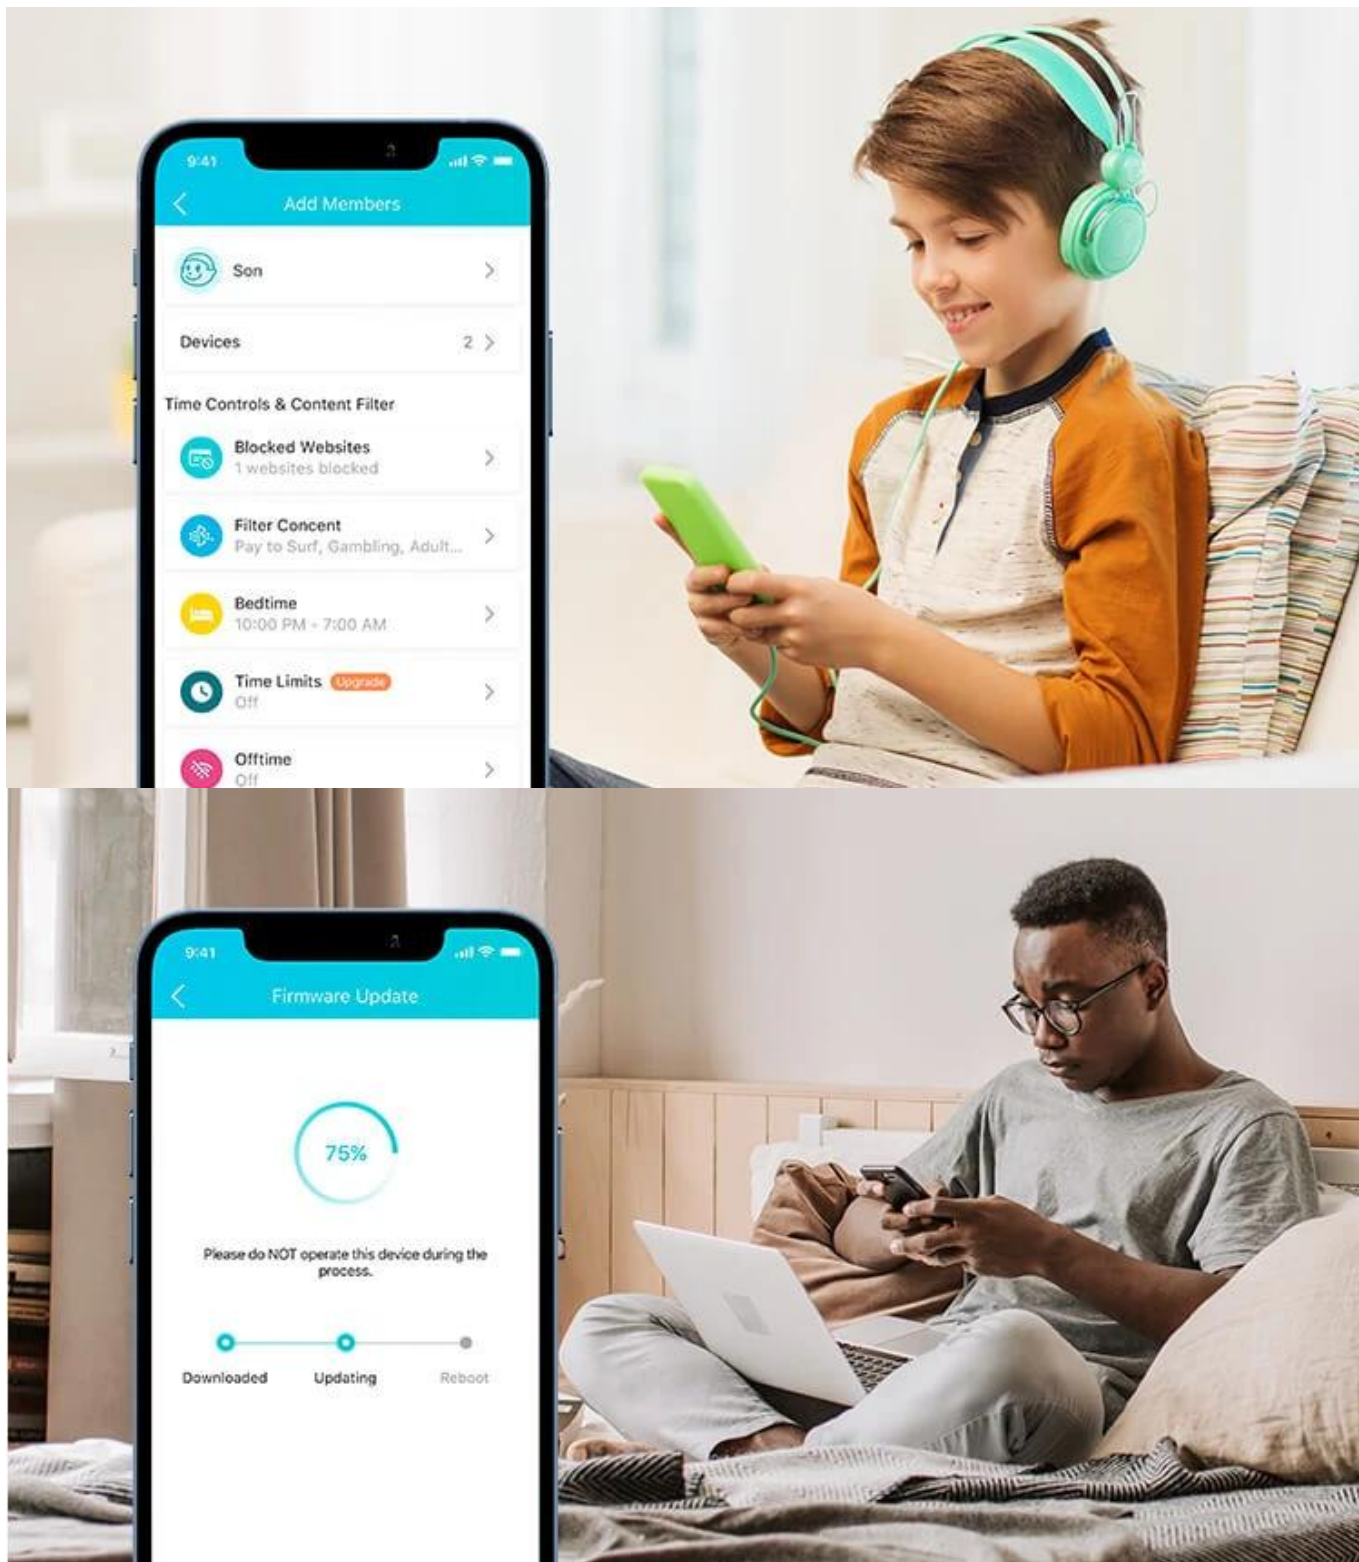 9:41
Add Members
Son
Devices 2
Time Controls & Content Filter
Blocked Websites
1 websites blocked
Filter Concent
Pay to Surf, Gambling, Adult...
Bedtime
10:00 PM - 7:00 AM
Time Limits Upgrade
Off
Offtime
Off
9:41
Firmware Update
75%
Please do NOT operate this device during the
process.
Downloaded Updating Reboot